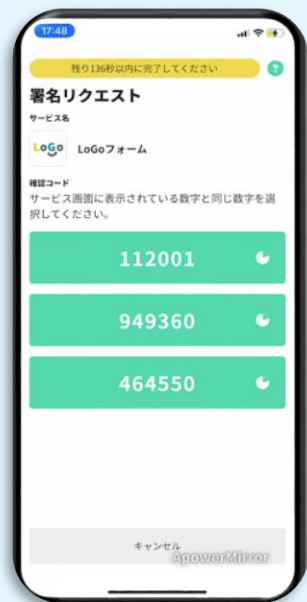 17:48
残り136秒以内に完了してください
?
署名リクエスト
サービス名
LoGo
LoGoフォーム
確認コード
サービス画面に表示されている数字と同じ数字を選
択してください。
112001
949360
464550
キャンセル
ApowerMirror